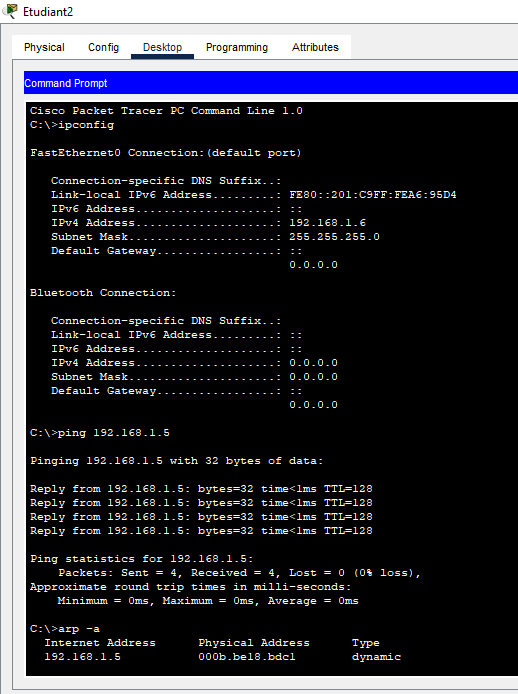 Etudiant2
Physical Config Desktop Programming Attributes
Command Prompt
Cisco Packet Tracer PC Command Line 1.0
C:\>ipconfig
FastEthernet0 Connection:(default port)
Connection-specific DNS Suffix..:
Link-local IPv6 Address.........: FE80::201:C9FF:FEA6:95D4
IPv6 Address....................: ::
IPv4 Address....................: 192.168.1.6
Subnet Mask.....................: 255.255.255.0
Default Gateway.................: ::
0.0.0.0
Bluetooth Connection:
Connection-specific DNS Suffix..:
Link-local IPv6 Address.........: ::
IPv6 Address....................: ::
IPv4 Address....................: 0.0.0.0
Subnet Mask.....................: 0.0.0.0
Default Gateway.................: ::
0.0.0.0
C:\>ping 192.168.1.5
Pinging 192.168.1.5 with 32 bytes of data:
Reply from 192.168.1.5: bytes=32 time<1ms TTL=128
Reply from 192.168.1.5: bytes=32 time<1ms TTL=128
Reply from 192.168.1.5: bytes=32 time<1ms TTL=128
Reply from 192.168.1.5: bytes=32 time<1ms TTL=128
Ping statistics for 192.168.1.5:
Packets: Sent = 4, Received = 4, Lost = 0 (0% loss),
Approximate round trip times in milli-seconds:
Minimum = 0ms, Maximum = 0ms, Average = 0ms
C:\>arp -a
Internet Address Physical Address Type
192.168.1.5 000b.be18.bdc1 dynamic